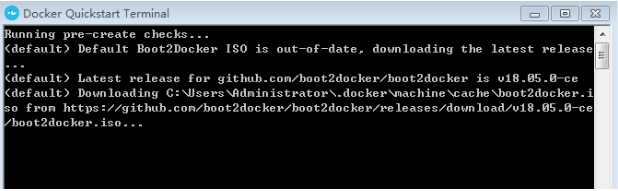 Docker Quickstart Terminal
Running pre-create checks...
(default) Default Boot2Docker ISO is out-of-date, downloading the latest release
...
(default) Latest release for github.com/boot2docker/boot2docker is v18.05.0-ce
(default) Downloading C:\Users\Administrator\.docker\machine\cache\boot2docker.i
so from https://github.com/boot2docker/boot2docker/releases/download/v18.05.0-ce
/boot2docker.iso...